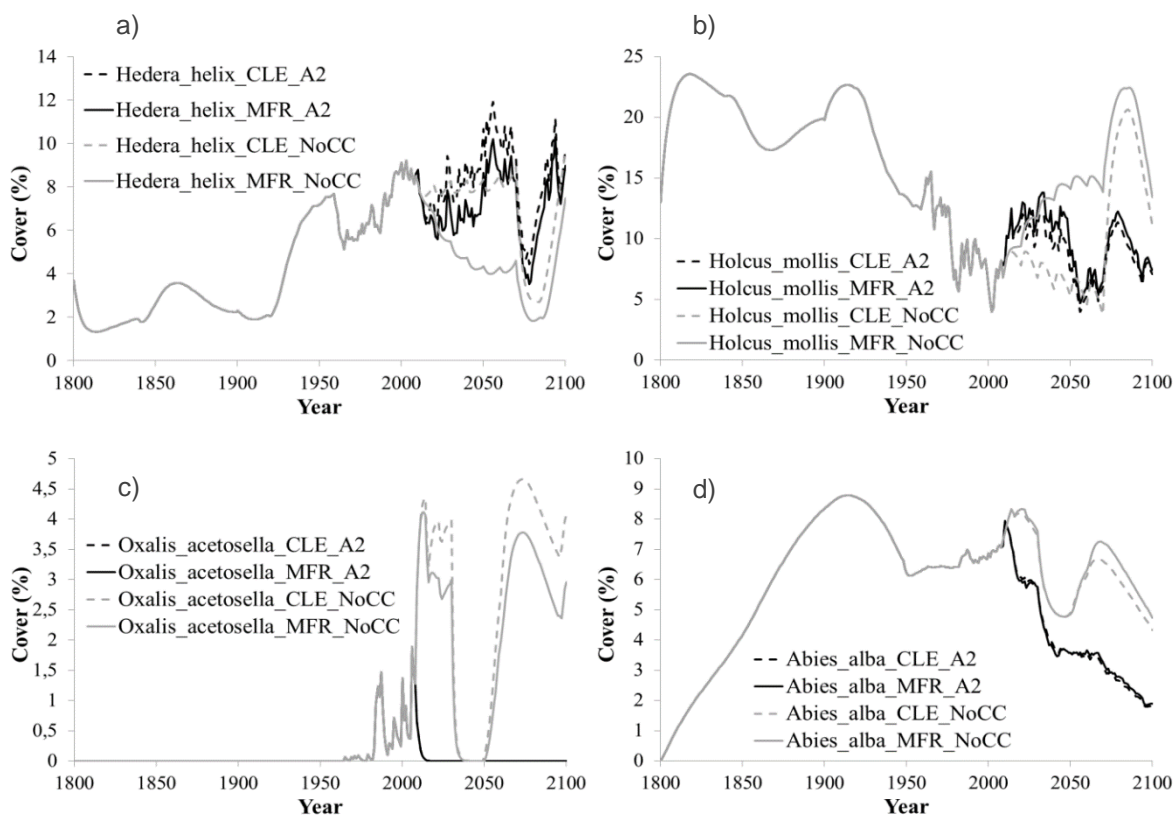 a)
14
12
10
8
6
4
2
0
Cover (%)
Hedera_helix_CLE_A2
Hedera_helix_MFR_A2
Hedera_helix_CLE_NoCC
Hedera_helix_MFR_NoCC
1800 1850 1900 1950 2000 2050 2100
Year
b)
25
20
15
10
5
0
Cover (%)
Holcus_mollis_CLE_A2
Holcus_mollis_MFR_A2
Holcus_mollis_CLE_NoCC
Holcus_mollis_MFR_NoCC
1800 1850 1900 1950 2000 2050 2100
Year
c)
5
4,5
4
3,5
3
2,5
2
1,5
1
0,5
0
Cover (%)
Oxalis_acetosella_CLE_A2
Oxalis_acetosella_MFR_A2
Oxalis_acetosella_CLE_NoCC
Oxalis_acetosella_MFR_NoCC
1800 1850 1900 1950 2000 2050 2100
Year
d)
10
9
8
7
6
5
4
3
2
1
0
Cover (%)
Abies_alba_CLE_A2
Abies_alba_MFR_A2
Abies_alba_CLE_NoCC
Abies_alba_MFR_NoCC
1800 1850 1900 1950 2000 2050 2100
Year